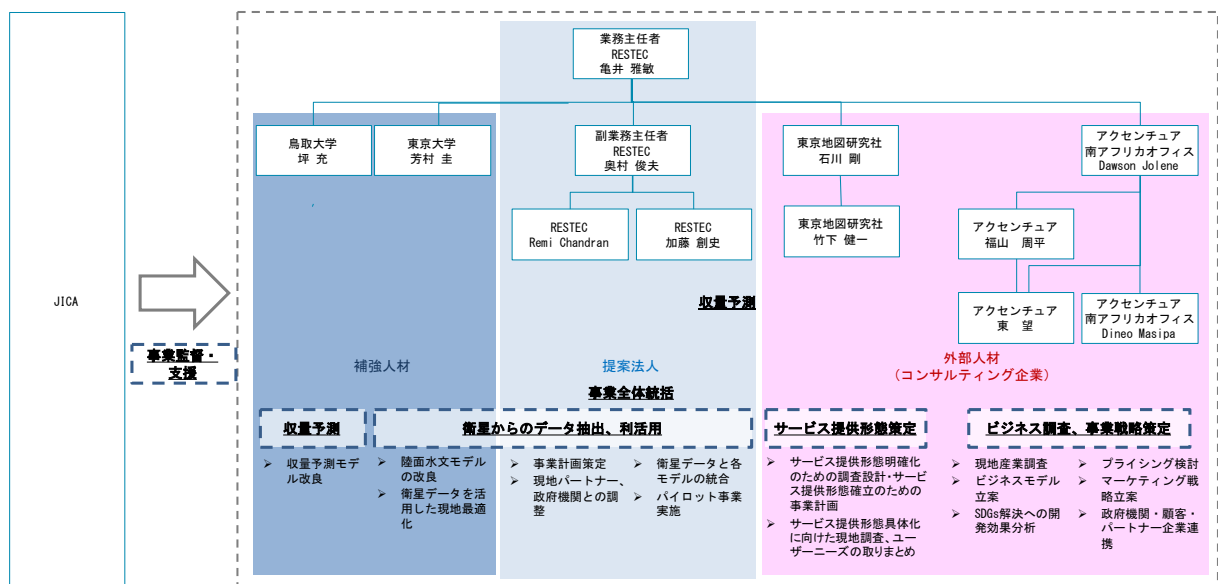 業務主任者
RESTEC
亀井 雅敏
鳥取大学
坪 充
東京大学
芳村 圭
副業務主任者
RESTEC
奥村 俊夫
東京地図研究社
石川 剛
アクセンチュア
南アフリカオフィス
Dawson Jolene
RESTEC
Remi Chandran
RESTEC
加藤 創史
東京地図研究社
竹下 健一
アクセンチュア
福山 周平
JICA
収量予測
アクセンチュア
東 望
アクセンチュア
南アフリカオフィス
Dineo Masipa
事業監督・
支援
補強人材
提案法人
外部人材
(コンサルティング企業)
事業全体統括
収量予測
衛星からのデータ抽出、利活用
サービス提供形態策定
ビジネス調査、事業戦略策定
➢ 収量予測モデ
ル改良
➢ 陸面水文モデル
の改良
➢ 衛星データを活
用した現地最適
化
➢ 事業計画策定
➢ 現地パートナー、
政府機関との調
整
➢ 衛星データと各
モデルの統合
➢ パイロット事業
実施
➢ サービス提供形態明確化
のための調査設計・サービ
ス提供形態確立のための
事業計画
➢ サービス提供形態具体化
に向けた現地調査、ユー
ザーニーズの取りまとめ
➢ 現地産業調査
➢ ビジネスモデル
立案
➢ SDGs解決への開
発効果分析
➢ プライシング検討
➢ マーケティング戦
略立案
➢ 政府機関・顧客・
パートナー企業連
携